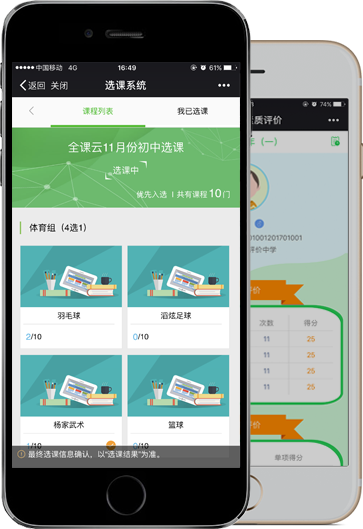 中国移动 4G 16:49 61%
返回 关闭 选课系统
课程列表 我已选课
全课云11月份初中选课
选课中
优先入选 | 共有课程 10门
体育组（4选1）
羽毛球 滔炫足球
2/10 0/10
杨家武术 篮球
1/10 0/10
最终选课信息确认，以“选课结果”为准。
74%
质评价
（一）
01001201701001
评价中学
评价
次数 得分
11 25
11 25
11 25
11 25
评价
单项得分